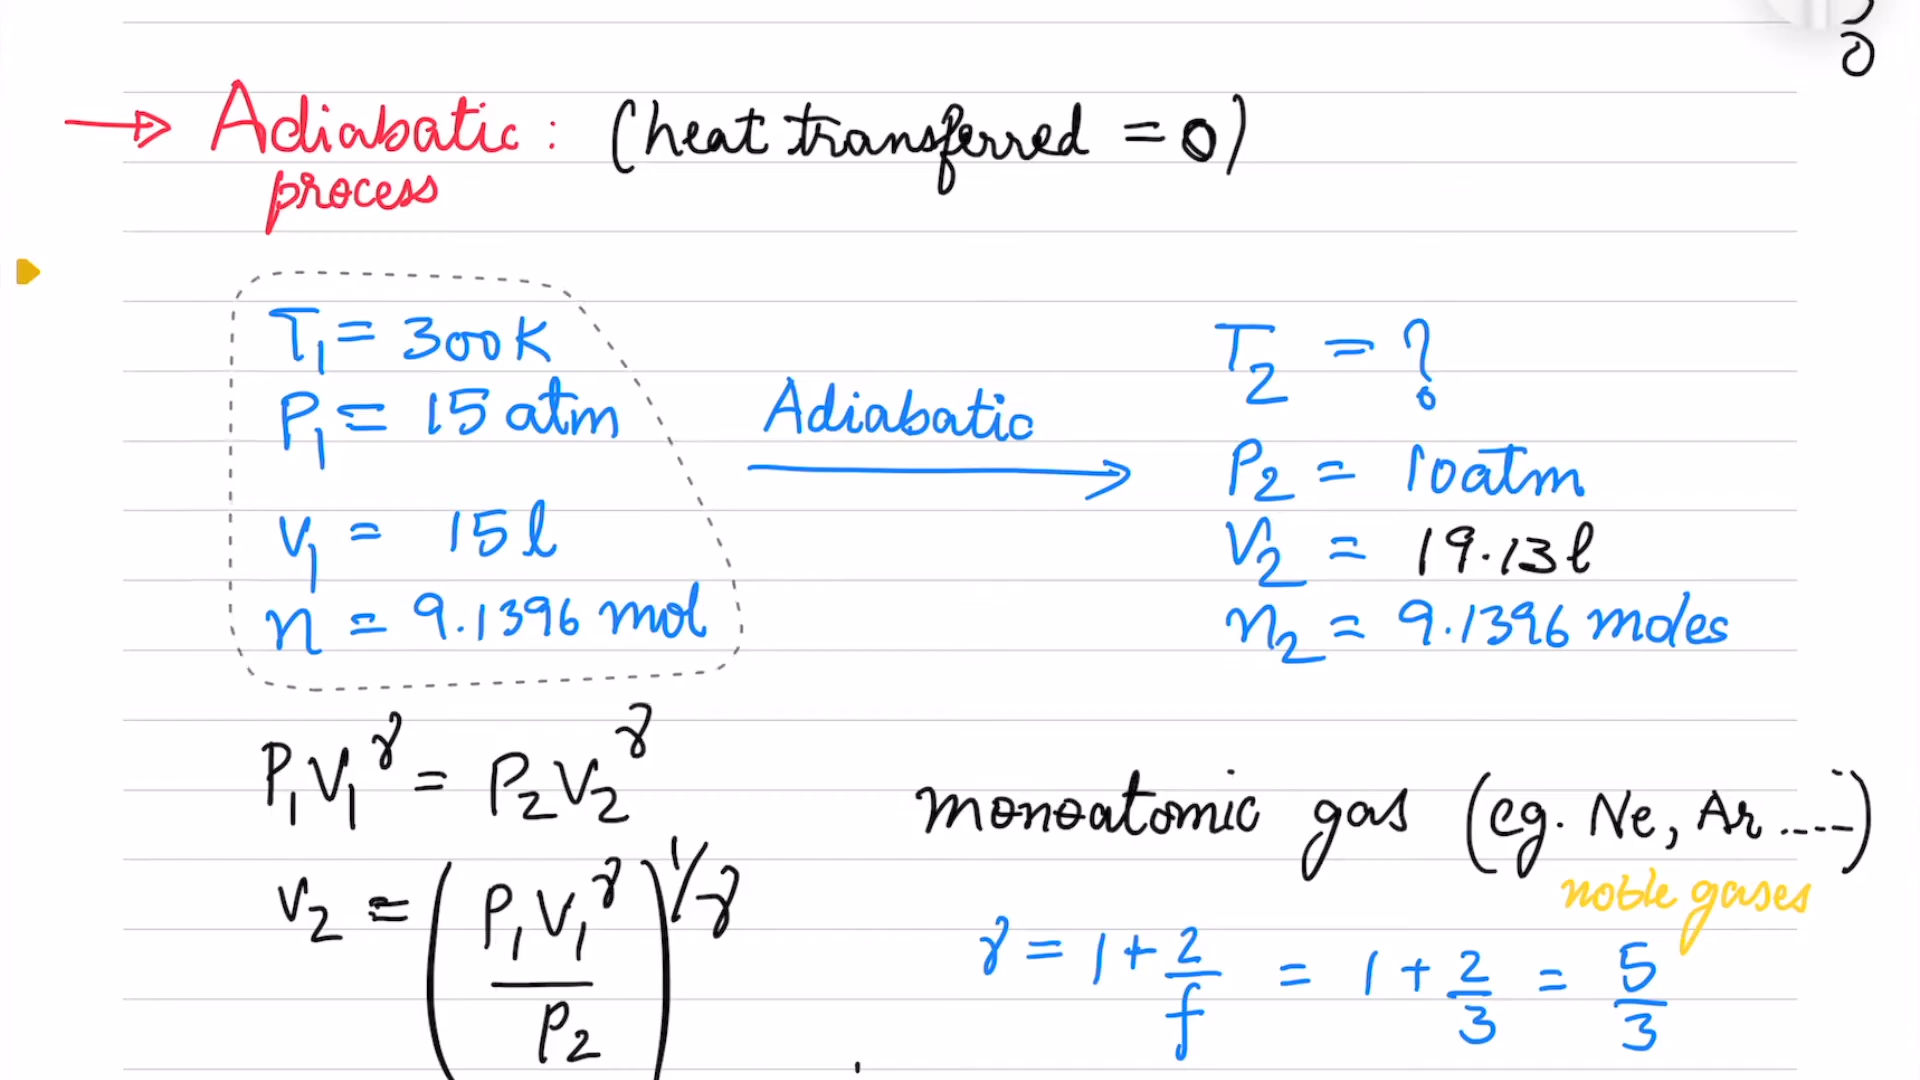 → Adiabatic : (heat transferred = 0)
process
T₁ = 300K
P₁ = 15 atm
V₁ = 15 l
n = 9.1396 mol
Adiabatic
T₂ = ?
P₂ = 10atm
V₂ = 19.13 l
n₂ = 9.1396 moles
P₁V₁^γ = P₂V₂^γ
V₂ = (P₁V₁^γ / P₂)^1/γ
monoatomic gas (eg. Ne, Ar ....)
noble gases
γ = 1 + 2/f = 1 + 2/3 = 5/3